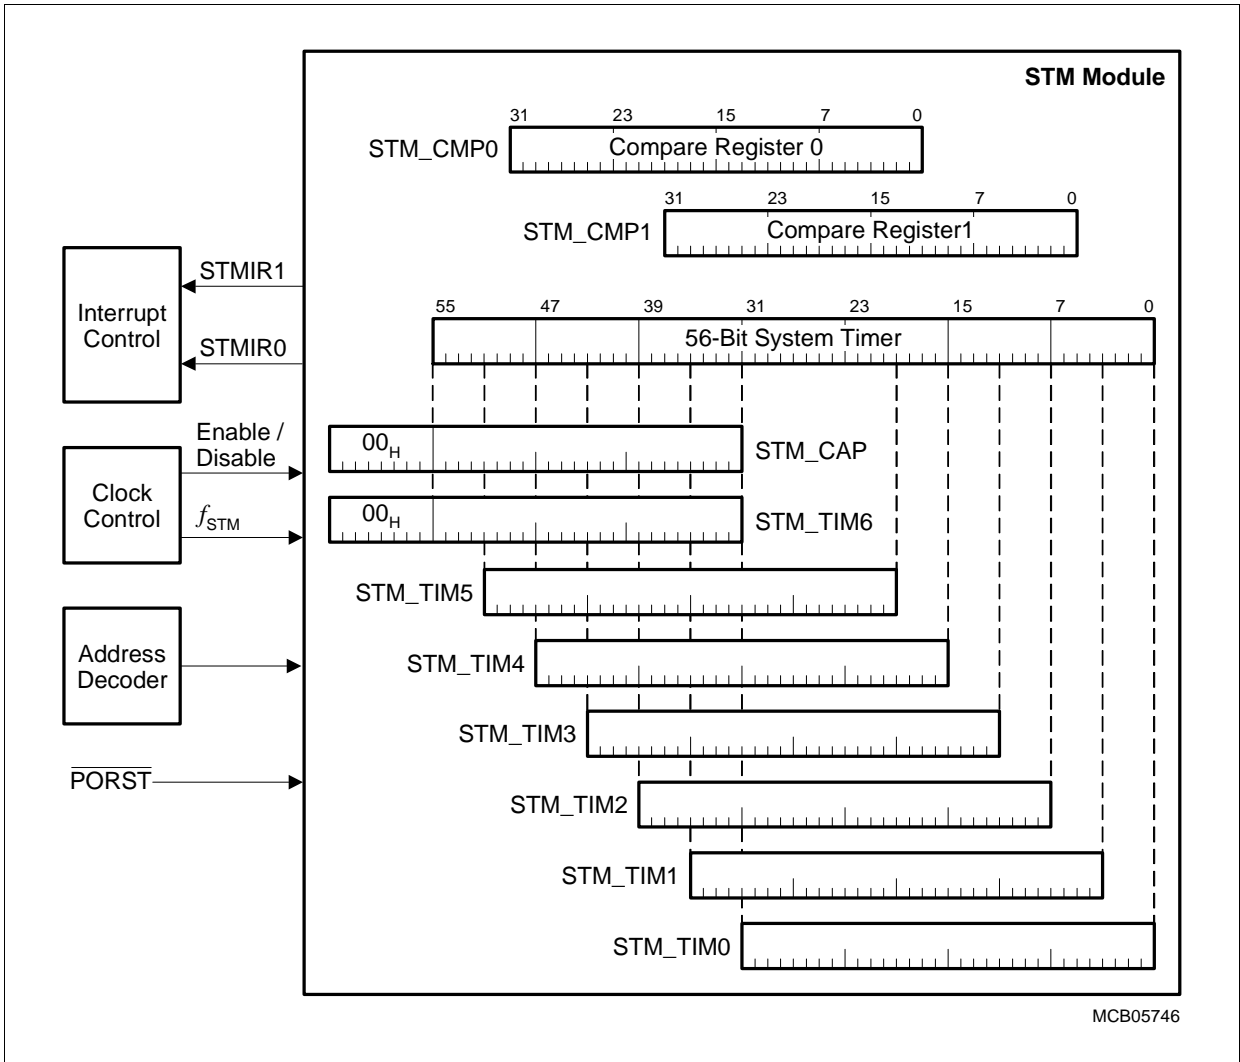 STM Module
31 23 15 7 0
STM_CMP0 Compare Register 0
31 23 15 7 0
STM_CMP1 Compare Register1
Interrupt
Control
STMIR1
STMIR0
55 47 39 31 23 15 7 0
56-Bit System Timer
Clock
Control
Enable /
Disable
fSTM
00H STM_CAP
00H STM_TIM6
STM_TIM5
Address
Decoder
STM_TIM4
STM_TIM3
PORST
STM_TIM2
STM_TIM1
STM_TIM0
MCB05746